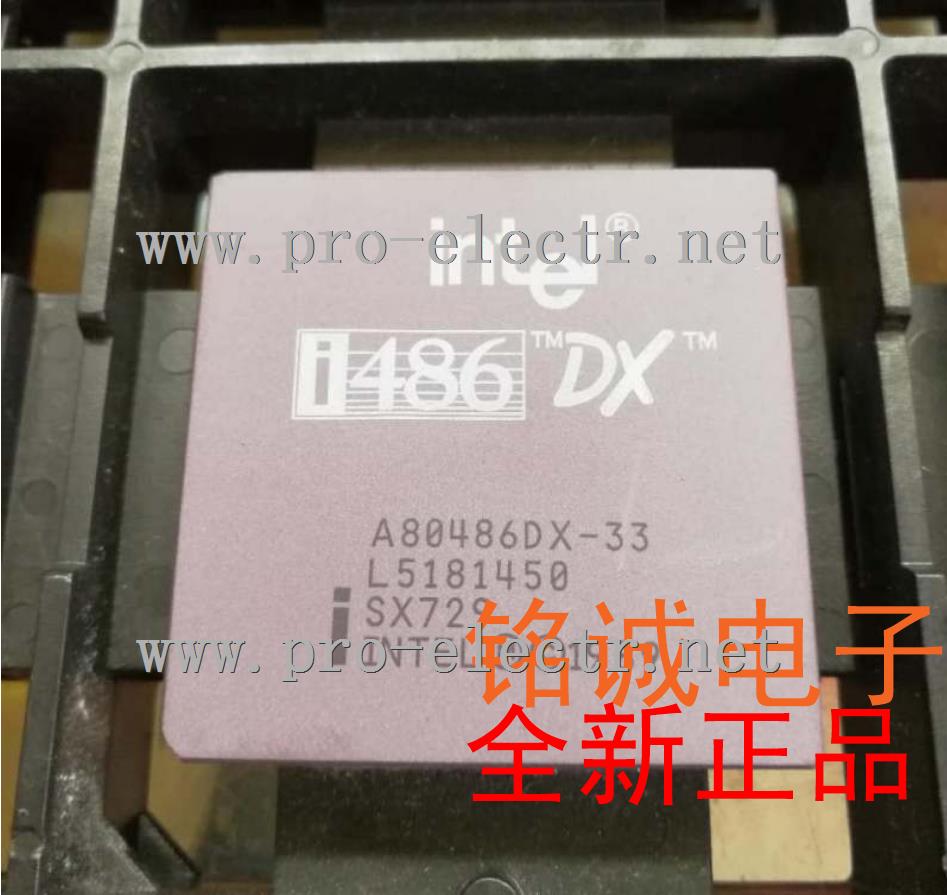 www.pro-electr.net
intel®
i486™ DX™
A80486DX-33
L5181450
SX729
www.pro-electr.net
铭诚电子
全新正品